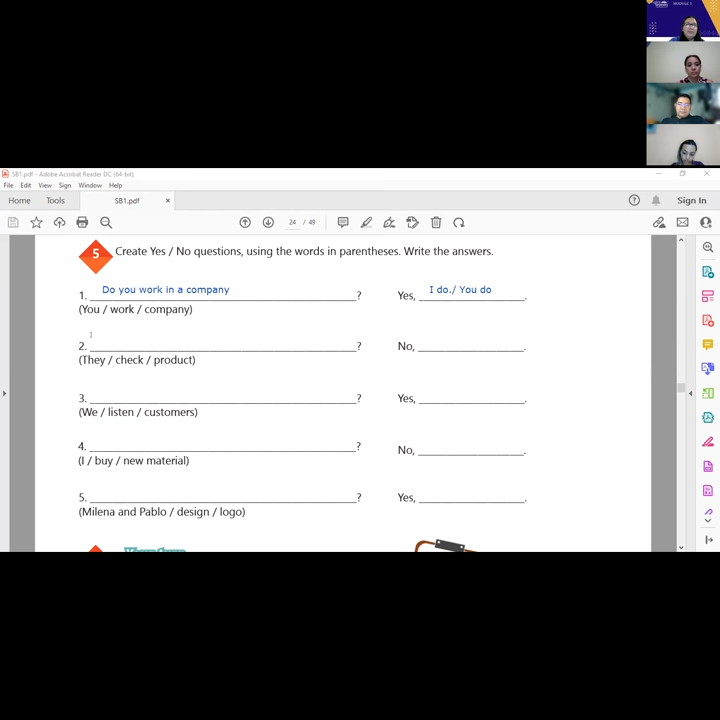 MODULE 1
SB1.pdf - Adobe Acrobat Reader DC (64-bit)
File Edit View Sign Window Help
Home Tools SB1.pdf × Sign In
24 / 49
5 Create Yes / No questions, using the words in parentheses. Write the answers.
1. Do you work in a company ? Yes, I do./ You do .
(You / work / company)
2. ? No, .
(They / check / product)
3. ? Yes, .
(We / listen / customers)
4. ? No, .
(I / buy / new material)
5. ? Yes, .
(Milena and Pablo / design / logo)